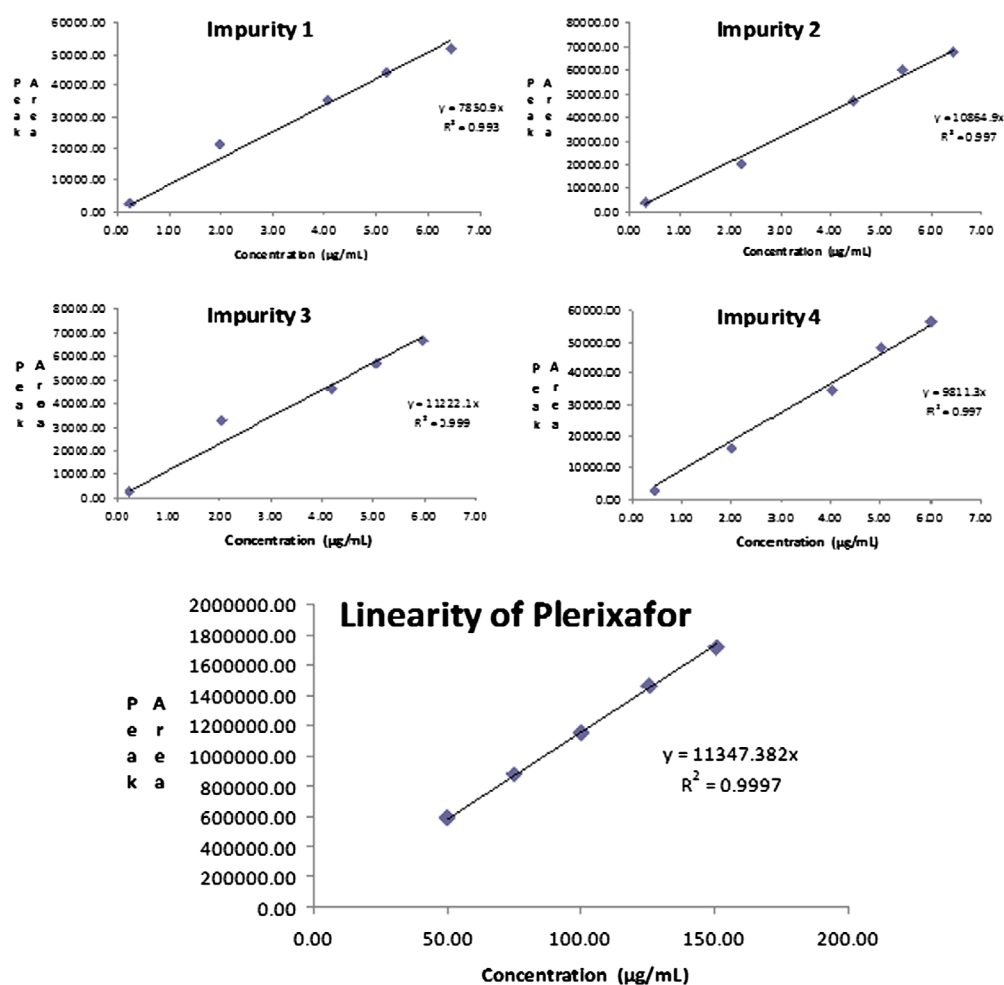 Impurity 1
60000.00
50000.00
40000.00
30000.00
20000.00
10000.00
0.00
Peak Area
y = 7850.9x
R² = 0.993
0.00 1.00 2.00 3.00 4.00 5.00 6.00 7.00
Concentration (µg/mL)
Impurity 2
80000.00
70000.00
60000.00
50000.00
40000.00
30000.00
20000.00
10000.00
0.00
Peak Area
y = 10864.9x
R² = 0.997
0.00 1.00 2.00 3.00 4.00 5.00 6.00 7.00
Concentration (µg/mL)
Impurity 3
80000.00
70000.00
60000.00
50000.00
40000.00
30000.00
20000.00
10000.00
0.00
Peak Area
y = 11222.1x
R² = 0.999
0.00 1.00 2.00 3.00 4.00 5.00 6.00 7.00
Concentration (µg/mL)
Impurity 4
60000.00
50000.00
40000.00
30000.00
20000.00
10000.00
0.00
Peak Area
y = 9811.3x
R² = 0.997
0.00 1.00 2.00 3.00 4.00 5.00 6.00 7.00
Concentration (µg/mL)
Linearity of Plerixafor
2000000.00
1800000.00
1600000.00
1400000.00
1200000.00
1000000.00
800000.00
600000.00
400000.00
200000.00
0.00
Peak Area
y = 11347.382x
R² = 0.9997
0.00 50.00 100.00 150.00 200.00
Concentration (µg/mL)